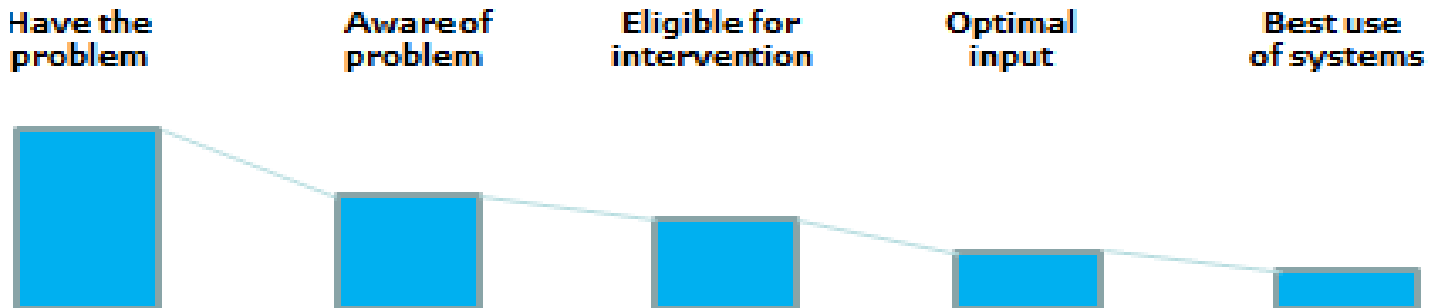 Have the
problem
Aware of
problem
Eligible for
intervention
Optimal
input
Best use
of systems